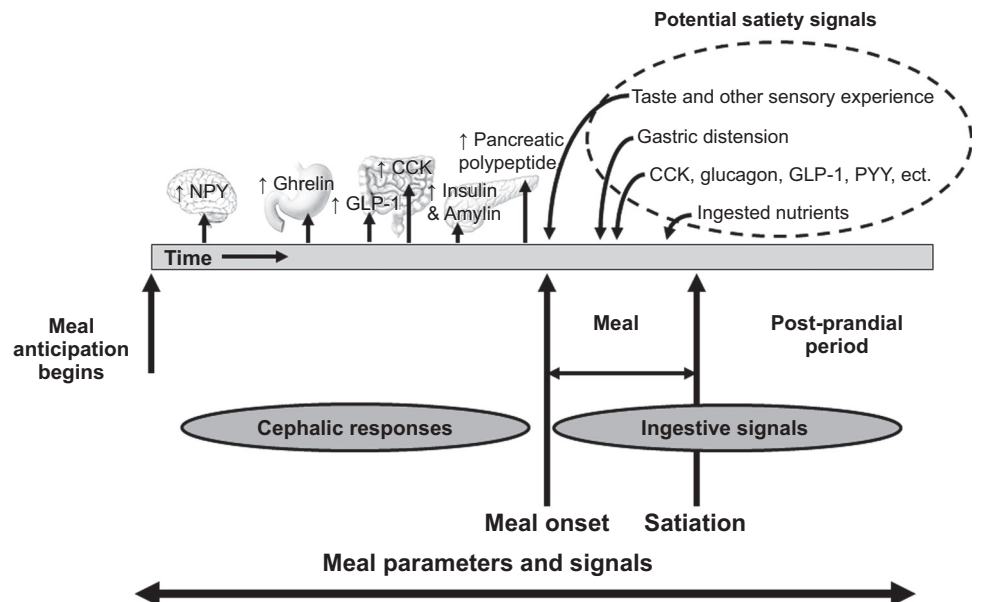 Potential satiety signals
Taste and other sensory experience
Gastric distension
CCK, glucagon, GLP-1, PYY, ect.
Ingested nutrients
↑ NPY
↑ Ghrelin
↑ GLP-1
↑ CCK
↑ Insulin
& Amylin
↑ Pancreatic
polypeptide
Time
Meal
anticipation
begins
Meal
Post-prandial
period
Cephalic responses
Ingestive signals
Meal onset
Satiation
Meal parameters and signals